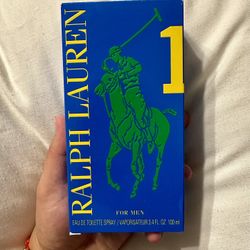 RALPH LAUREN
1
FOR MEN
EAU DE TOILETTE SPRAY / VAPORISATEUR 3.4 FL. OZ. 100 ml